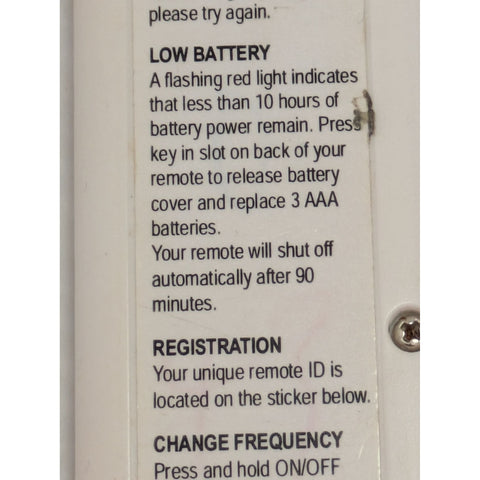 please try again.
LOW BATTERY
A flashing red light indicates
that less than 10 hours of
battery power remain. Press
key in slot on back of your
remote to release battery
cover and replace 3 AAA
batteries.
Your remote will shut off
automatically after 90
minutes.
REGISTRATION
Your unique remote ID is
located on the sticker below.
CHANGE FREQUENCY
Press and hold ON/OFF